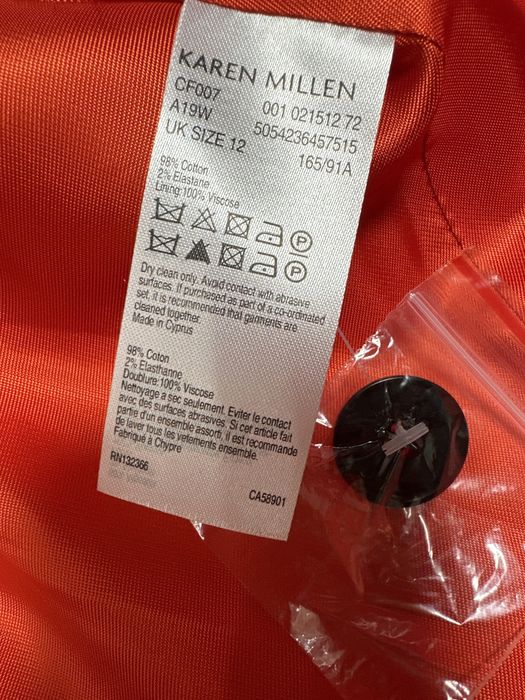 KAREN MILLEN
CF007 001 021512 72
A19W 5054236457515
UK SIZE 12 165/91A
98% Cotton
2% Elastane
Lining:100% Viscose
P
P
Dry clean only. Avoid contact with abrasive
surfaces. If purchased as part of a co-ordinated
set, it is recommended that garments are
cleaned together.
Made in Cyprus
98% Coton
2% Elasthanne
Doublure:100% Viscose
Nettoyage a sec seulement. Eviter le contact
avec des surfaces abrasives. Si cet article fait
partie d'un ensemble assorti, il est recommande
de laver tous les vetements ensemble.
Fabriqué à Chypre
RN132366
CA58901